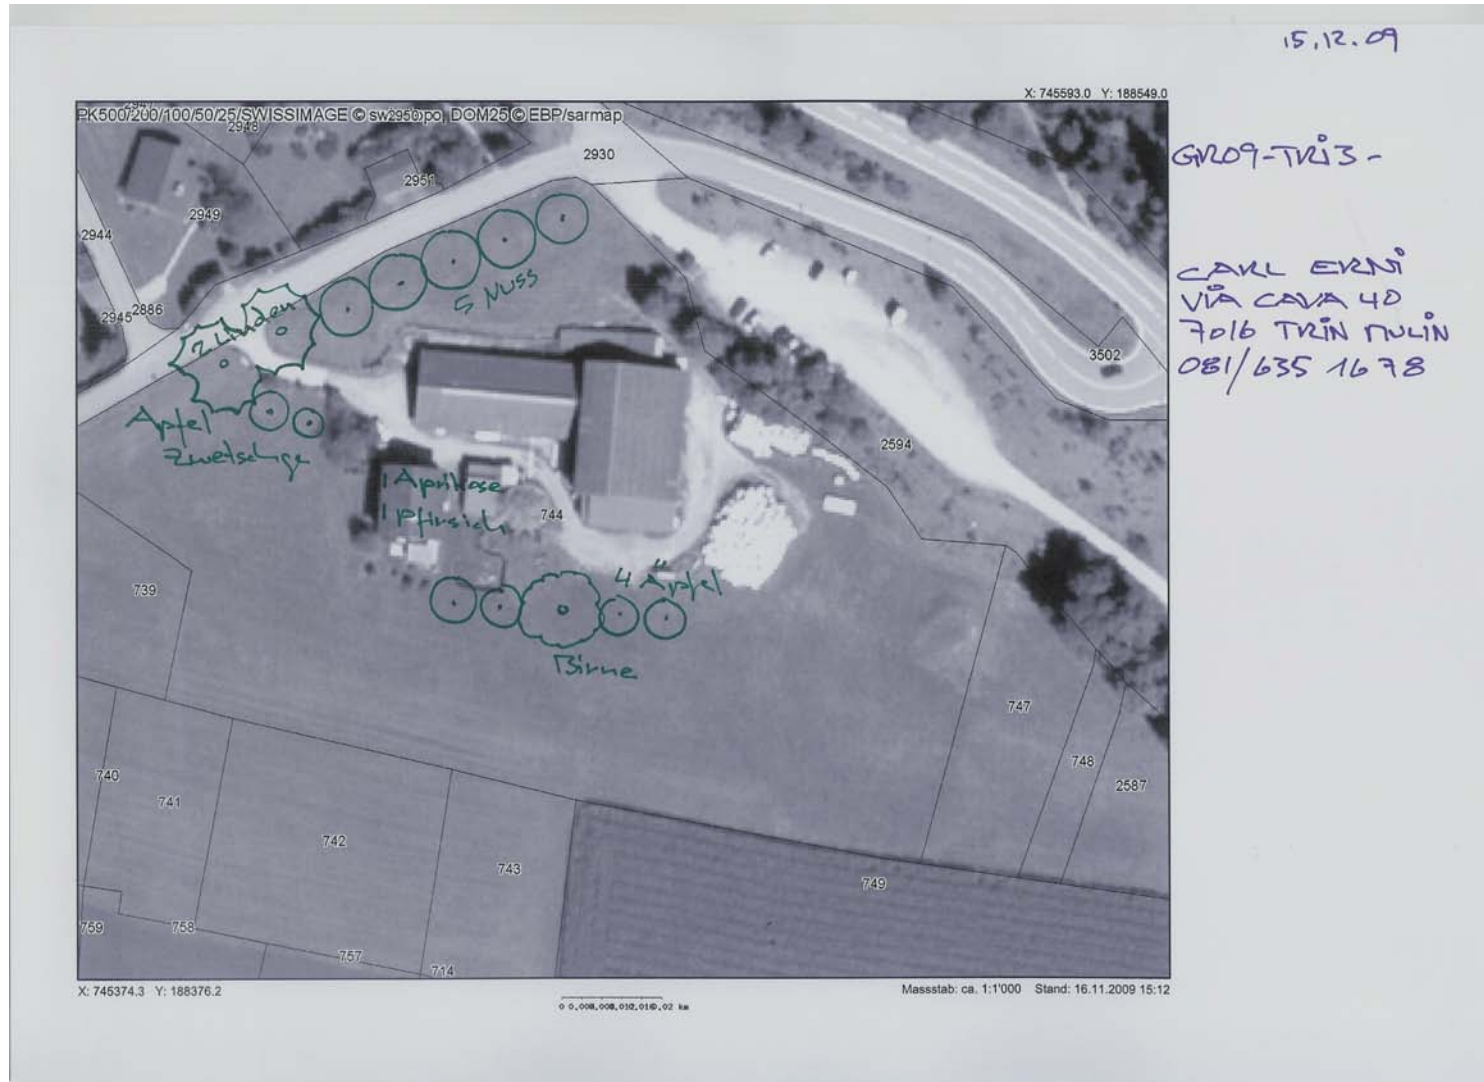 15.12.09
X: 745593.0 Y: 188549.0
PK500/200/100/50/25/SWISSIMAGE © sw2950po, DOM25 © EBP/sarmap
2948
2930
GR09-TRi3-
2951
2949
2944
CARL ERNi
ViA CAVA 40
7016 TRiN MULiN
081/635 1678
5 Nuss
2945
2886
2 Linden
3502
Apfel
Zwetschge
2594
1 Aprikose
1 Pfirsich
744
4 Äpfel
739
Birne
747
748
2587
740
741
742
743
749
759
758
757
714
X: 745374.3 Y: 188376.2
Massstab: ca. 1:1'000 Stand: 16.11.2009 15:12